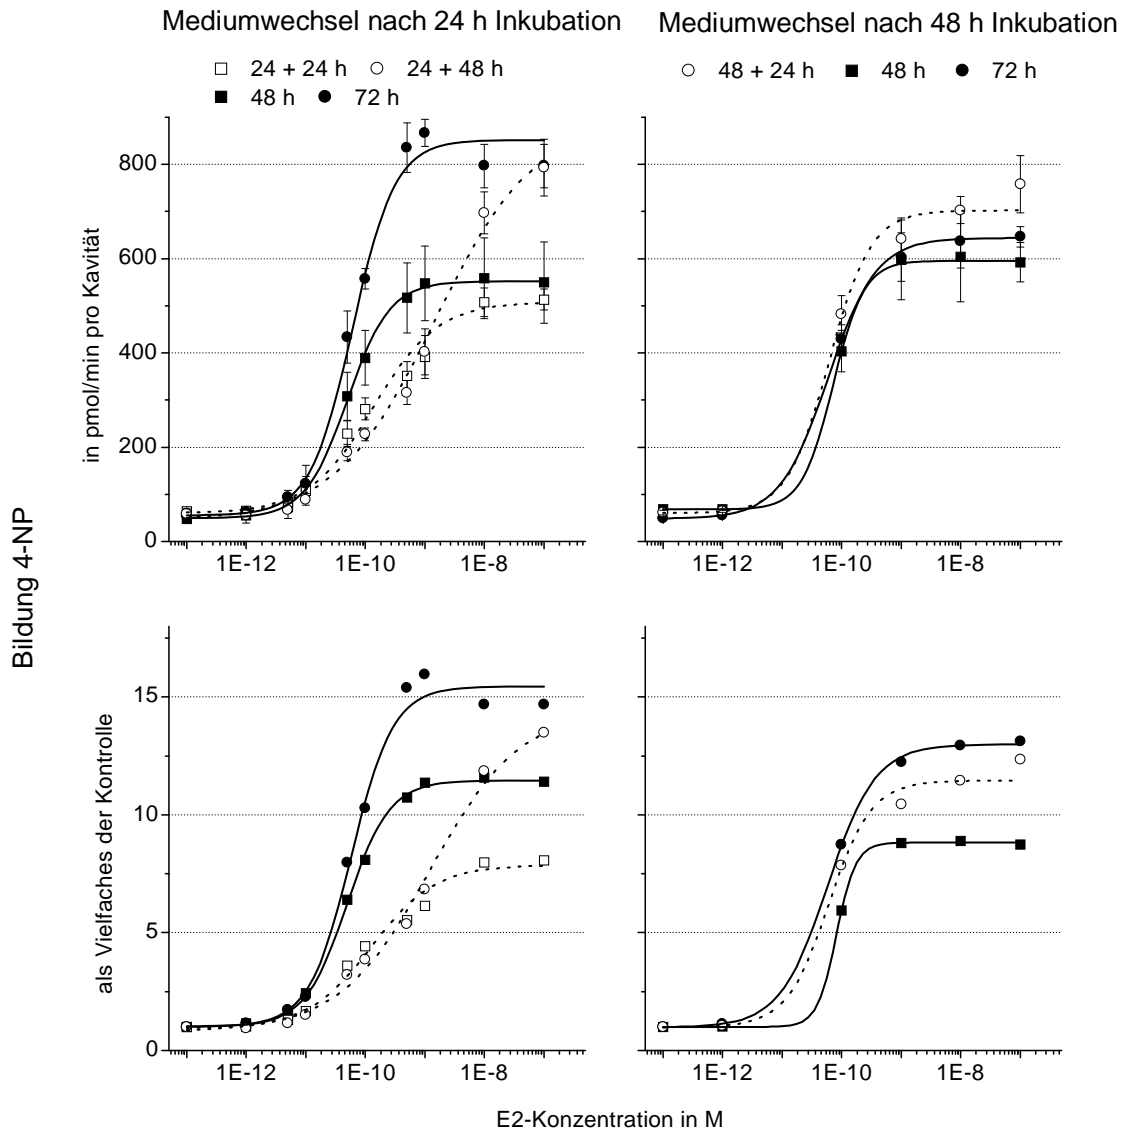 Mediumwechsel nach 24 h Inkubation
24 + 24 h 24 + 48 h
48 h 72 h
Mediumwechsel nach 48 h Inkubation
48 + 24 h 48 h 72 h
Bildung 4-NP
in pmol/min pro Kavität
800
600
400
200
0
1E-12 1E-10 1E-8
1E-12 1E-10 1E-8
als Vielfaches der Kontrolle
15
10
5
0
1E-12 1E-10 1E-8
1E-12 1E-10 1E-8
E2-Konzentration in M